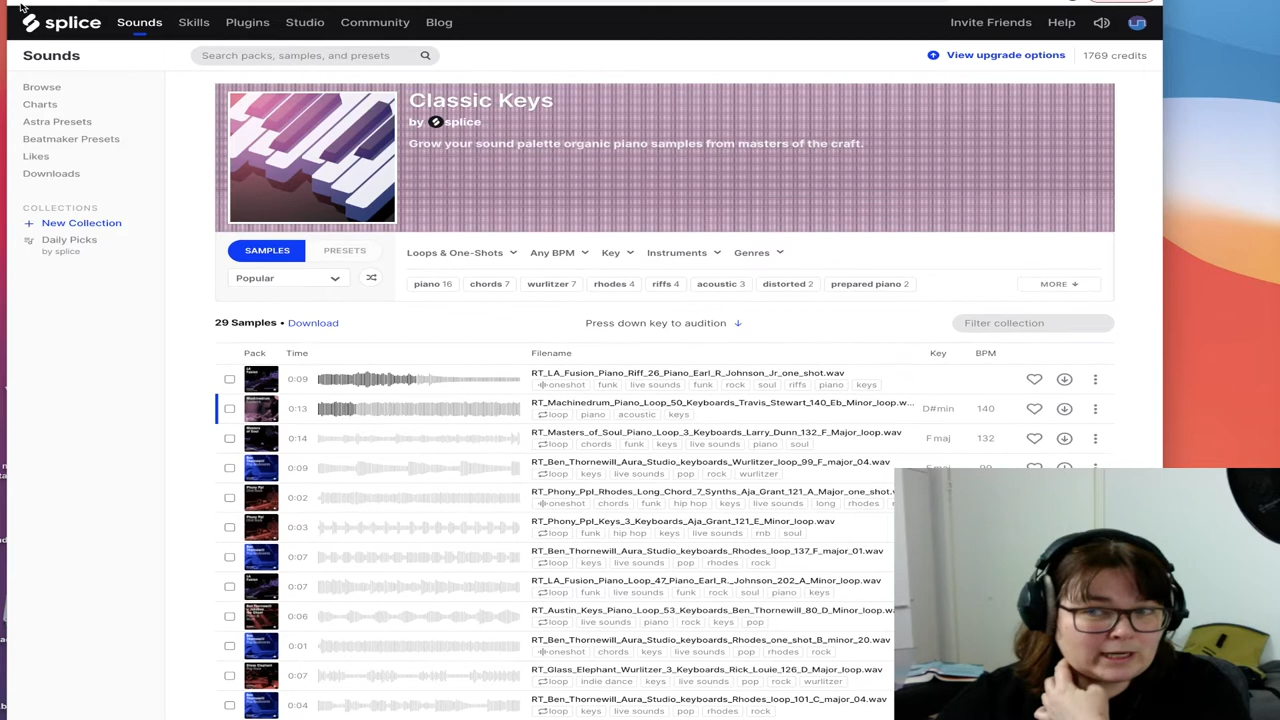 splice Sounds Skills Plugins Studio Community Blog Invite Friends Help
Sounds Search packs, samples, and presets View upgrade options 1769 credits
Browse
Charts
Astra Presets
Beatmaker Presets
Likes
Downloads
COLLECTIONS
+ New Collection
Daily Picks
by splice
Classic Keys
by splice
Grow your sound palette organic piano samples from masters of the craft.
SAMPLES PRESETS
Popular
Loops & One-Shots Any BPM Key Instruments Genres
piano 16 chords 7 wurlitzer 7 rhodes 4 riffs 4 acoustic 3 distorted 2 prepared piano 2 MORE
29 Samples • Download Press down key to audition Filter collection
Pack Time Filename Key BPM
0:09 RT_LA_Fusion_Piano_Riff_26_Piano_Earl_R_Johnson_Jr_one_shot.wav
oneshot funk live sounds funk rock soul riffs piano keys
0:13 RT_Machinedrum_Piano_Loop_50_Keyboards_Travis_Stewart_140_Eb_Minor_loop.w... D#min 140
loop piano acoustic keys
0:14 RT_Masters_of_Soul_Piano_Loop_3_Keyboards_Larry_Dunn_132_F_Major_loop.wav F maj 132
loop chords funk keys live sounds piano soul
0:09 RT_Ben_Thornewill_Aura_Studio_keyboards_Wurlitzer_loop_99_F_major_04.wav
loop keys live sounds pop rock wurlitzer
0:02 RT_Phony_Ppl_Rhodes_Long_Chord_7_Synths_Aja_Grant_121_A_Major_one_shot.
oneshot chords funk hip hop keys live sounds long rhodes
0:03 RT_Phony_Ppl_Keys_3_Keyboards_Aja_Grant_121_E_Minor_loop.wav
loop funk hip hop keys live sounds rnb soul
0:07 RT_Ben_Thornewill_Aura_Studio_keyboards_Rhodes_loop_137_F_major_01.wav
loop keys live sounds pop rhodes rock
0:07 RT_LA_Fusion_Piano_Loop_47_Piano_Earl_R._Johnson_202_A_Minor_loop.wav
loop funk live sounds funk rock soul piano keys
0:06 RT_Austin_Keys_Piano_Loop_53_Keyboards_Ben_Thornewill_80_D_Minor_loop.w
loop live sounds piano rock keys pop
0:01 RT_Ben_Thornewill_Aura_Studio_keyboards_Rhodes_one_shot_B_minor_20.wav
oneshot chords keys live sounds pop rhodes rock
0:07 RT_Glass_Elephant_Wurlitzer_3_Keyboards_Rick_Louie_126_D_Major_loop.wav
loop indie dance keys live sounds pop rock wurlitzer
0:04 RT_Ben_Thornewill_Aura_Studio_keyboards_Rhodes_loop_101_C_major_04.wav
loop keys live sounds pop rhodes rock